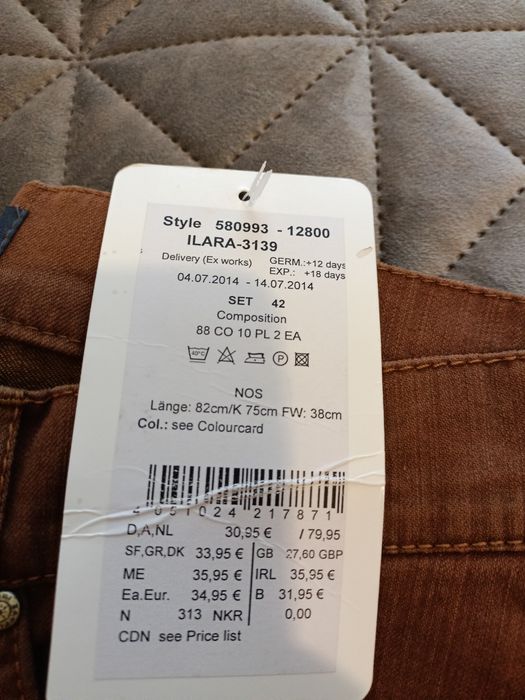 Style 580993 - 12800
ILARA-3139
Delivery (Ex works) GERM.:+12 days
EXP.: +18 days
04.07.2014 - 14.07.2014
SET 42
Composition
88 CO 10 PL 2 EA
40°C P
NOS
Länge: 82cm/K 75cm FW: 38cm
Col.: see Colourcard
217871
D,A,NL 30,95 € / 79,95
SF,GR,DK 33,95 € GB 27,60 GBP
ME 35,95 € IRL 35,95 €
Ea.Eur. 34,95 € B 31,95 €
N 313 NKR 0,00
CDN see Price list